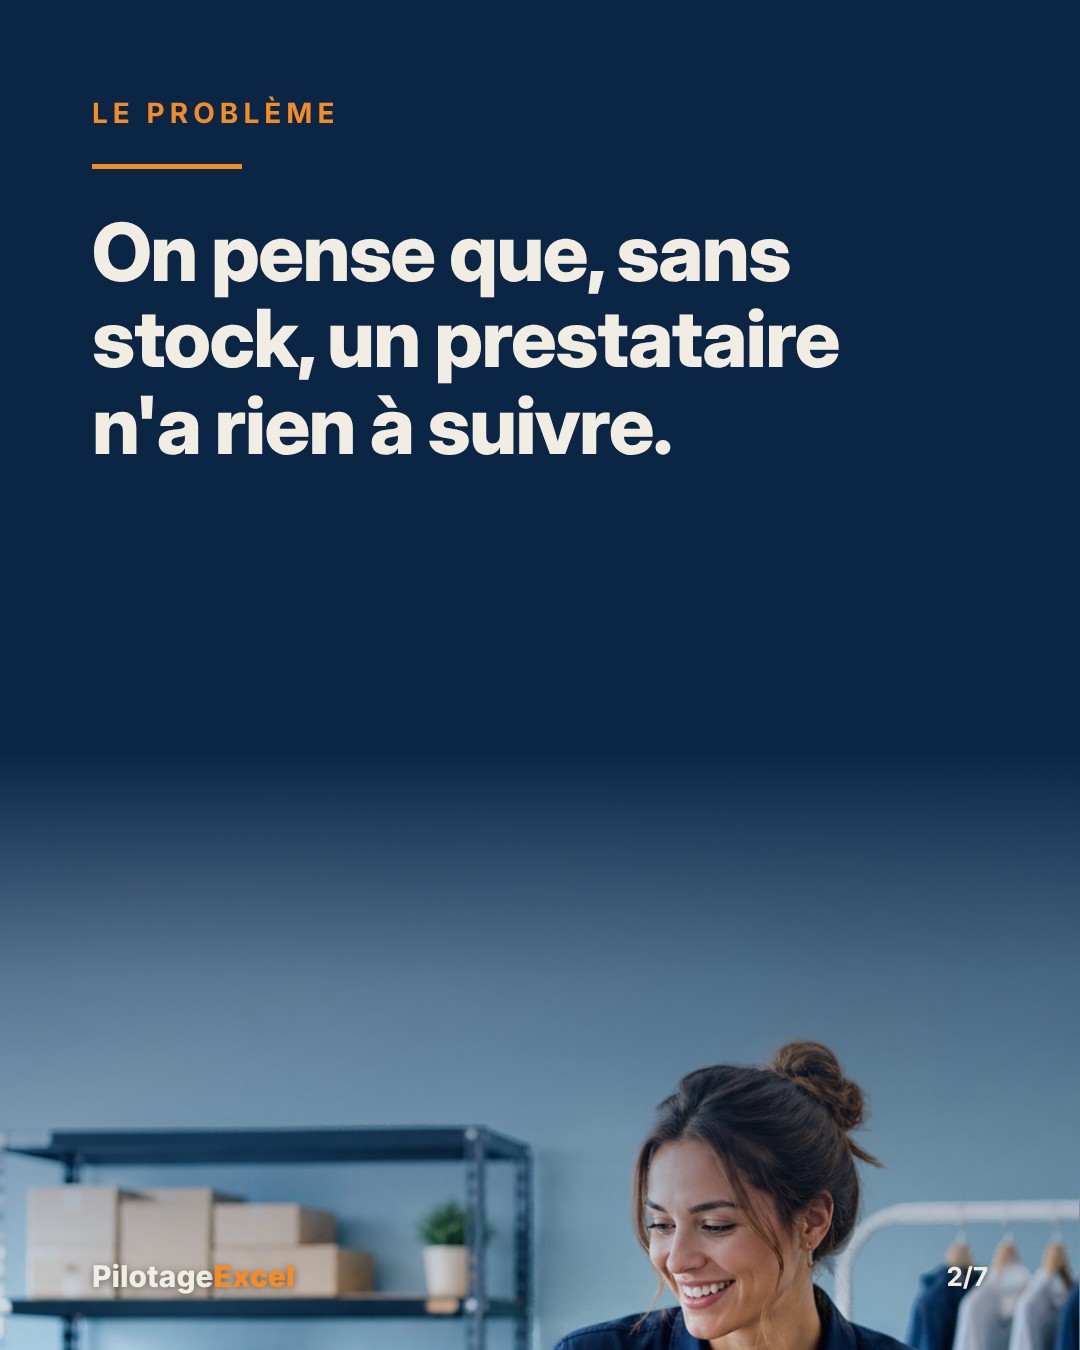 LE PROBLÈME
On pense que, sans
stock, un prestataire
n'a rien à suivre.
PilotageExcel
2/7